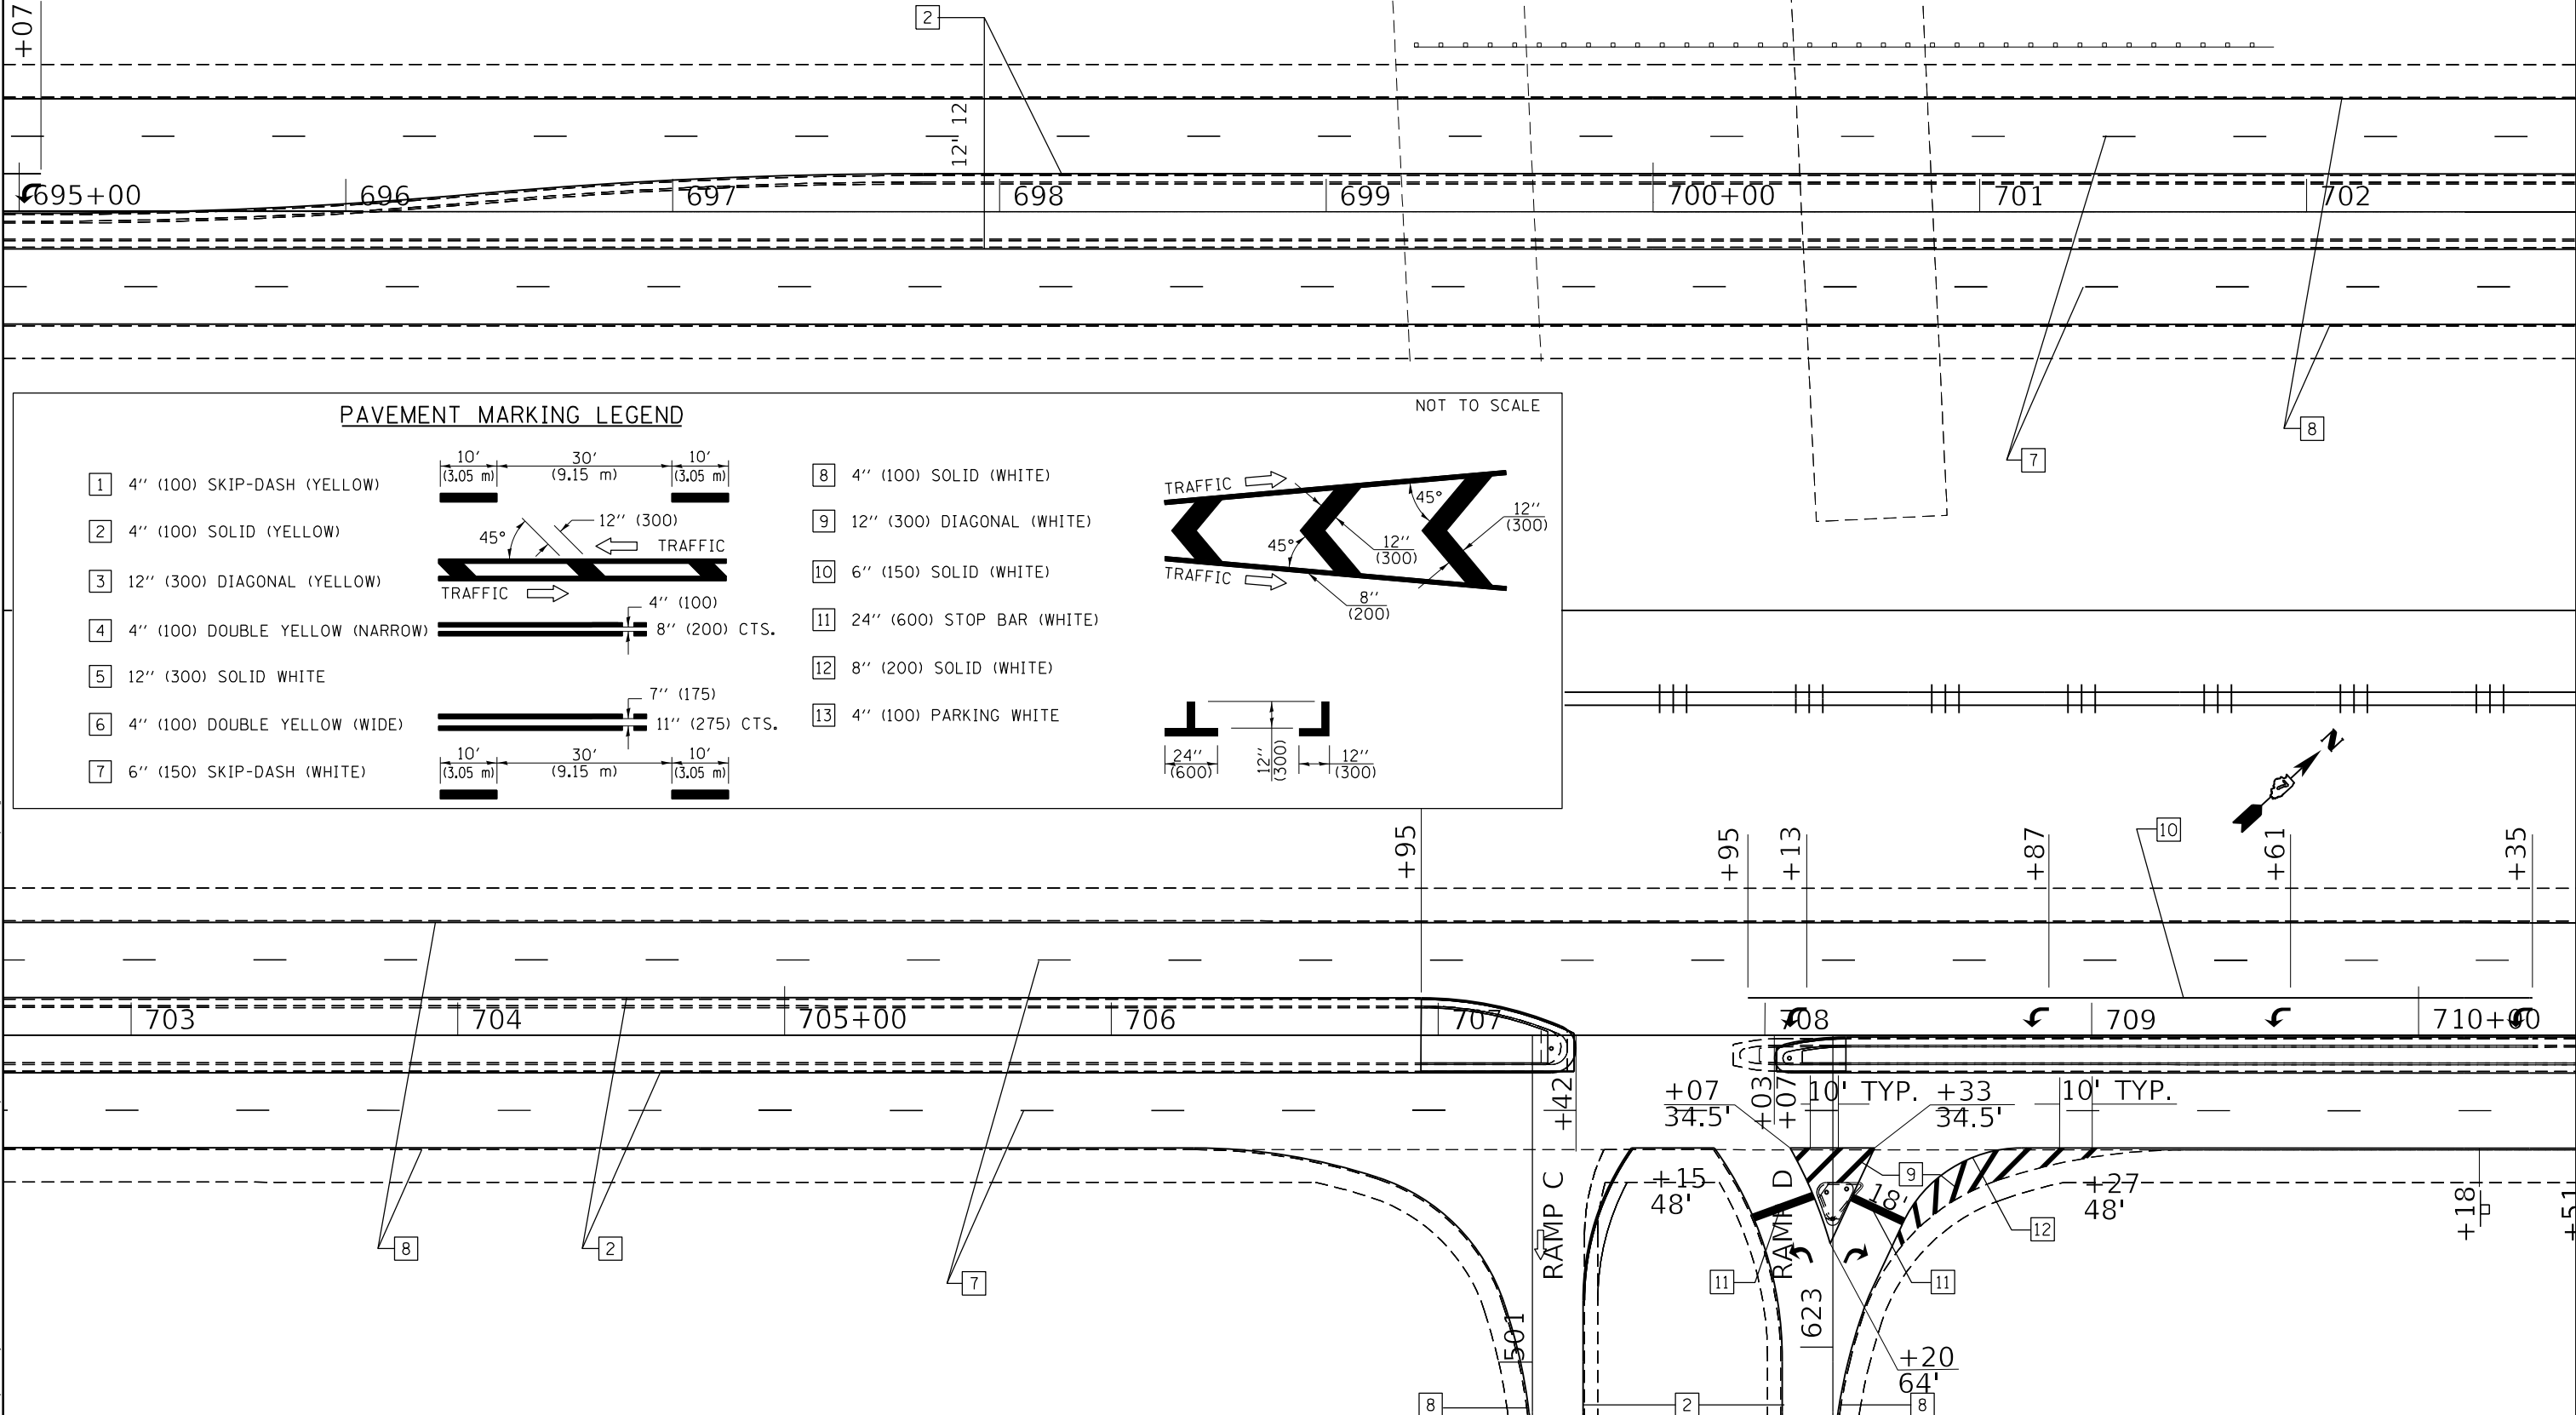 +07
2
12' 12
695+00
696
697
698
699
700+00
701
702
8
7
PAVEMENT MARKING LEGEND
NOT TO SCALE
1 4'' (100) SKIP-DASH (YELLOW)
10' 30' 10'
(3.05 m) (9.15 m) (3.05 m)
2 4'' (100) SOLID (YELLOW)
12'' (300)
45°
TRAFFIC
3 12'' (300) DIAGONAL (YELLOW)
TRAFFIC
4'' (100)
4 4'' (100) DOUBLE YELLOW (NARROW)
8'' (200) CTS.
5 12'' (300) SOLID WHITE
7'' (175)
6 4'' (100) DOUBLE YELLOW (WIDE)
11'' (275) CTS.
10' 30' 10'
(3.05 m) (9.15 m) (3.05 m)
7 6'' (150) SKIP-DASH (WHITE)
8 4'' (100) SOLID (WHITE)
9 12'' (300) DIAGONAL (WHITE)
10 6'' (150) SOLID (WHITE)
11 24'' (600) STOP BAR (WHITE)
12 8'' (200) SOLID (WHITE)
13 4'' (100) PARKING WHITE
TRAFFIC
45°
12''
(300)
45°
12''
(300)
TRAFFIC
8''
(200)
24''
(600)
12''
(300)
12''
(300)
N
10
+95
+95
+13
+87
+61
+35
703
704
705+00
706
707
708
709
710+00
+42
+03
+07
+07
34.5'
10' TYP.
+33
34.5'
10' TYP.
RAMP C
+15
48'
RAMP D
9
18'
+27
48'
12
+18
+51
8
2
7
11
11
501
623
+20
64'
8
2
8